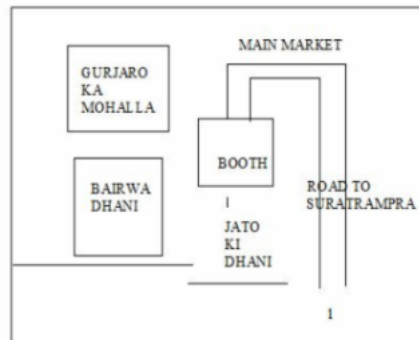 MAIN MARKET
GURJARO
KA
MOHALLA
BOOTH
BAIRWA
DHANI
ROAD TO
SURATRAMPRA
JATO
KI
DHANI
1